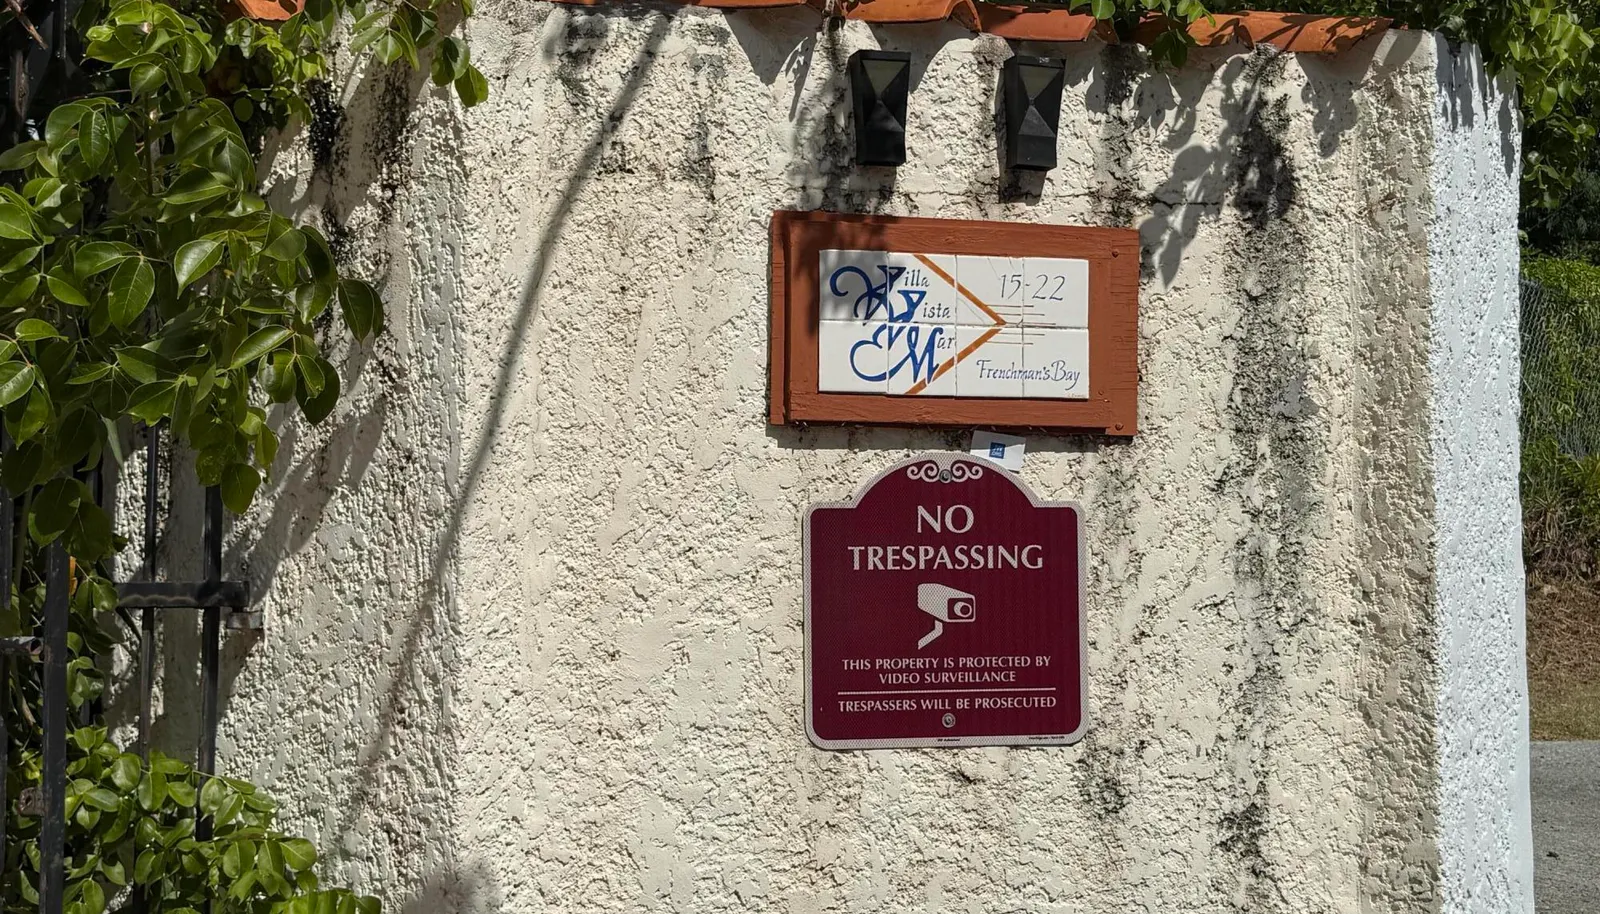 Villa
Vista
Mar
15-22
Frenchman's Bay
NO
TRESPASSING
THIS PROPERTY IS PROTECTED BY
VIDEO SURVEILLANCE
TRESPASSERS WILL BE PROSECUTED